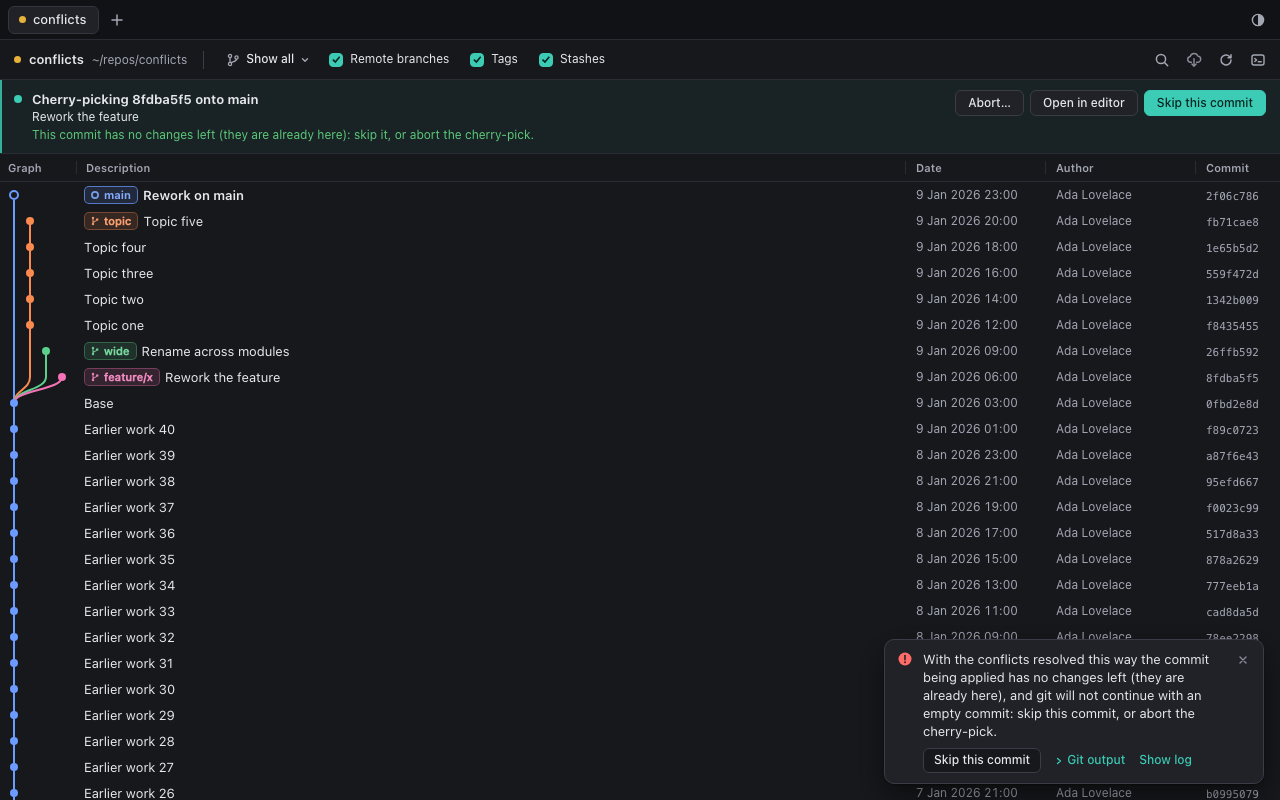 conflicts
conflicts ~/repos/conflicts Show all Remote branches Tags Stashes
Cherry-picking 8fdba5f5 onto main
Rework the feature
This commit has no changes left (they are already here): skip it, or abort the cherry-pick.
Abort... Open in editor Skip this commit
Graph Description Date Author Commit
main Rework on main 9 Jan 2026 23:00 Ada Lovelace 2f06c786
topic Topic five 9 Jan 2026 20:00 Ada Lovelace fb71cae8
Topic four 9 Jan 2026 18:00 Ada Lovelace 1e65b5d2
Topic three 9 Jan 2026 16:00 Ada Lovelace 559f472d
Topic two 9 Jan 2026 14:00 Ada Lovelace 1342b009
Topic one 9 Jan 2026 12:00 Ada Lovelace f8435455
wide Rename across modules 9 Jan 2026 09:00 Ada Lovelace 26ffb592
feature/x Rework the feature 9 Jan 2026 06:00 Ada Lovelace 8fdba5f5
Base 9 Jan 2026 03:00 Ada Lovelace 0fbd2e8d
Earlier work 40 9 Jan 2026 01:00 Ada Lovelace f89c0723
Earlier work 39 8 Jan 2026 23:00 Ada Lovelace a87f6e43
Earlier work 38 8 Jan 2026 21:00 Ada Lovelace 95efd667
Earlier work 37 8 Jan 2026 19:00 Ada Lovelace f0023c99
Earlier work 36 8 Jan 2026 17:00 Ada Lovelace 517d8a33
Earlier work 35 8 Jan 2026 15:00 Ada Lovelace 878a2629
Earlier work 34 8 Jan 2026 13:00 Ada Lovelace 777eeb1a
Earlier work 33 8 Jan 2026 11:00 Ada Lovelace cad8da5d
Earlier work 32 8 Jan 2026 09:00 Ada Lovelace 78ee2298
Earlier work 31
Earlier work 30
Earlier work 29
Earlier work 28
Earlier work 27
Earlier work 26 7 Jan 2026 21:00 Ada Lovelace b0995079
With the conflicts resolved this way the commit
being applied has no changes left (they are
already here), and git will not continue with an
empty commit: skip this commit, or abort the
cherry-pick.
Skip this commit Git output Show log